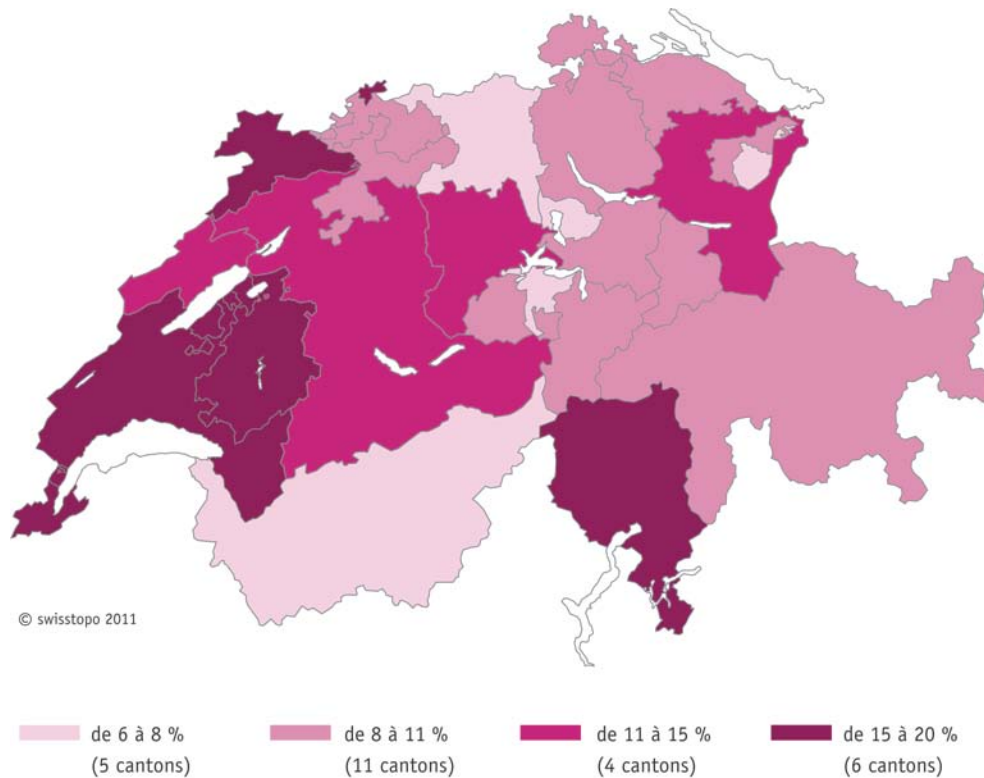 © swisstopo 2011
de 6 à 8 %
(5 cantons)
de 8 à 11 %
(11 cantons)
de 11 à 15 %
(4 cantons)
de 15 à 20 %
(6 cantons)